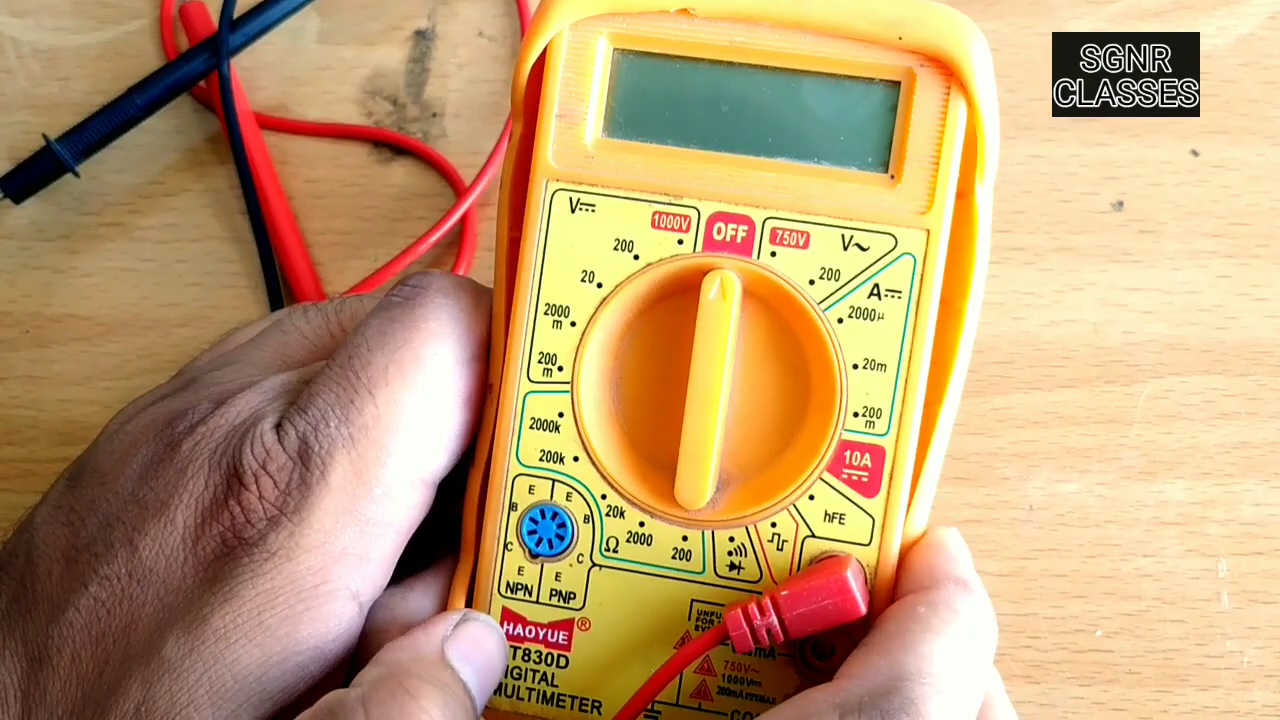 SGNR
CLASSES
V⎓
1000V
OFF
750V
V~
200
200
A⎓
20
2000µ
2000
m
20m
200
m
200
m
2000k
10A
200k
E
E
B
B
20k
hFE
Ω
2000
200
C
C
E
E
NPN
PNP
HAOYUE®
T830D
IGITAL
MULTIMETER
750V~
1000V⎓